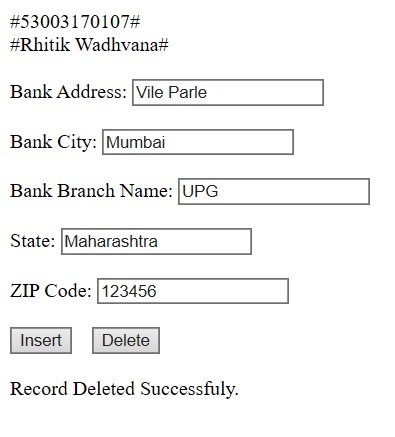 #53003170107#
#Rhitik Wadhvana#
Bank Address: Vile Parle
Bank City: Mumbai
Bank Branch Name: UPG
State: Maharashtra
ZIP Code: 123456
Insert Delete
Record Deleted Successfuly.